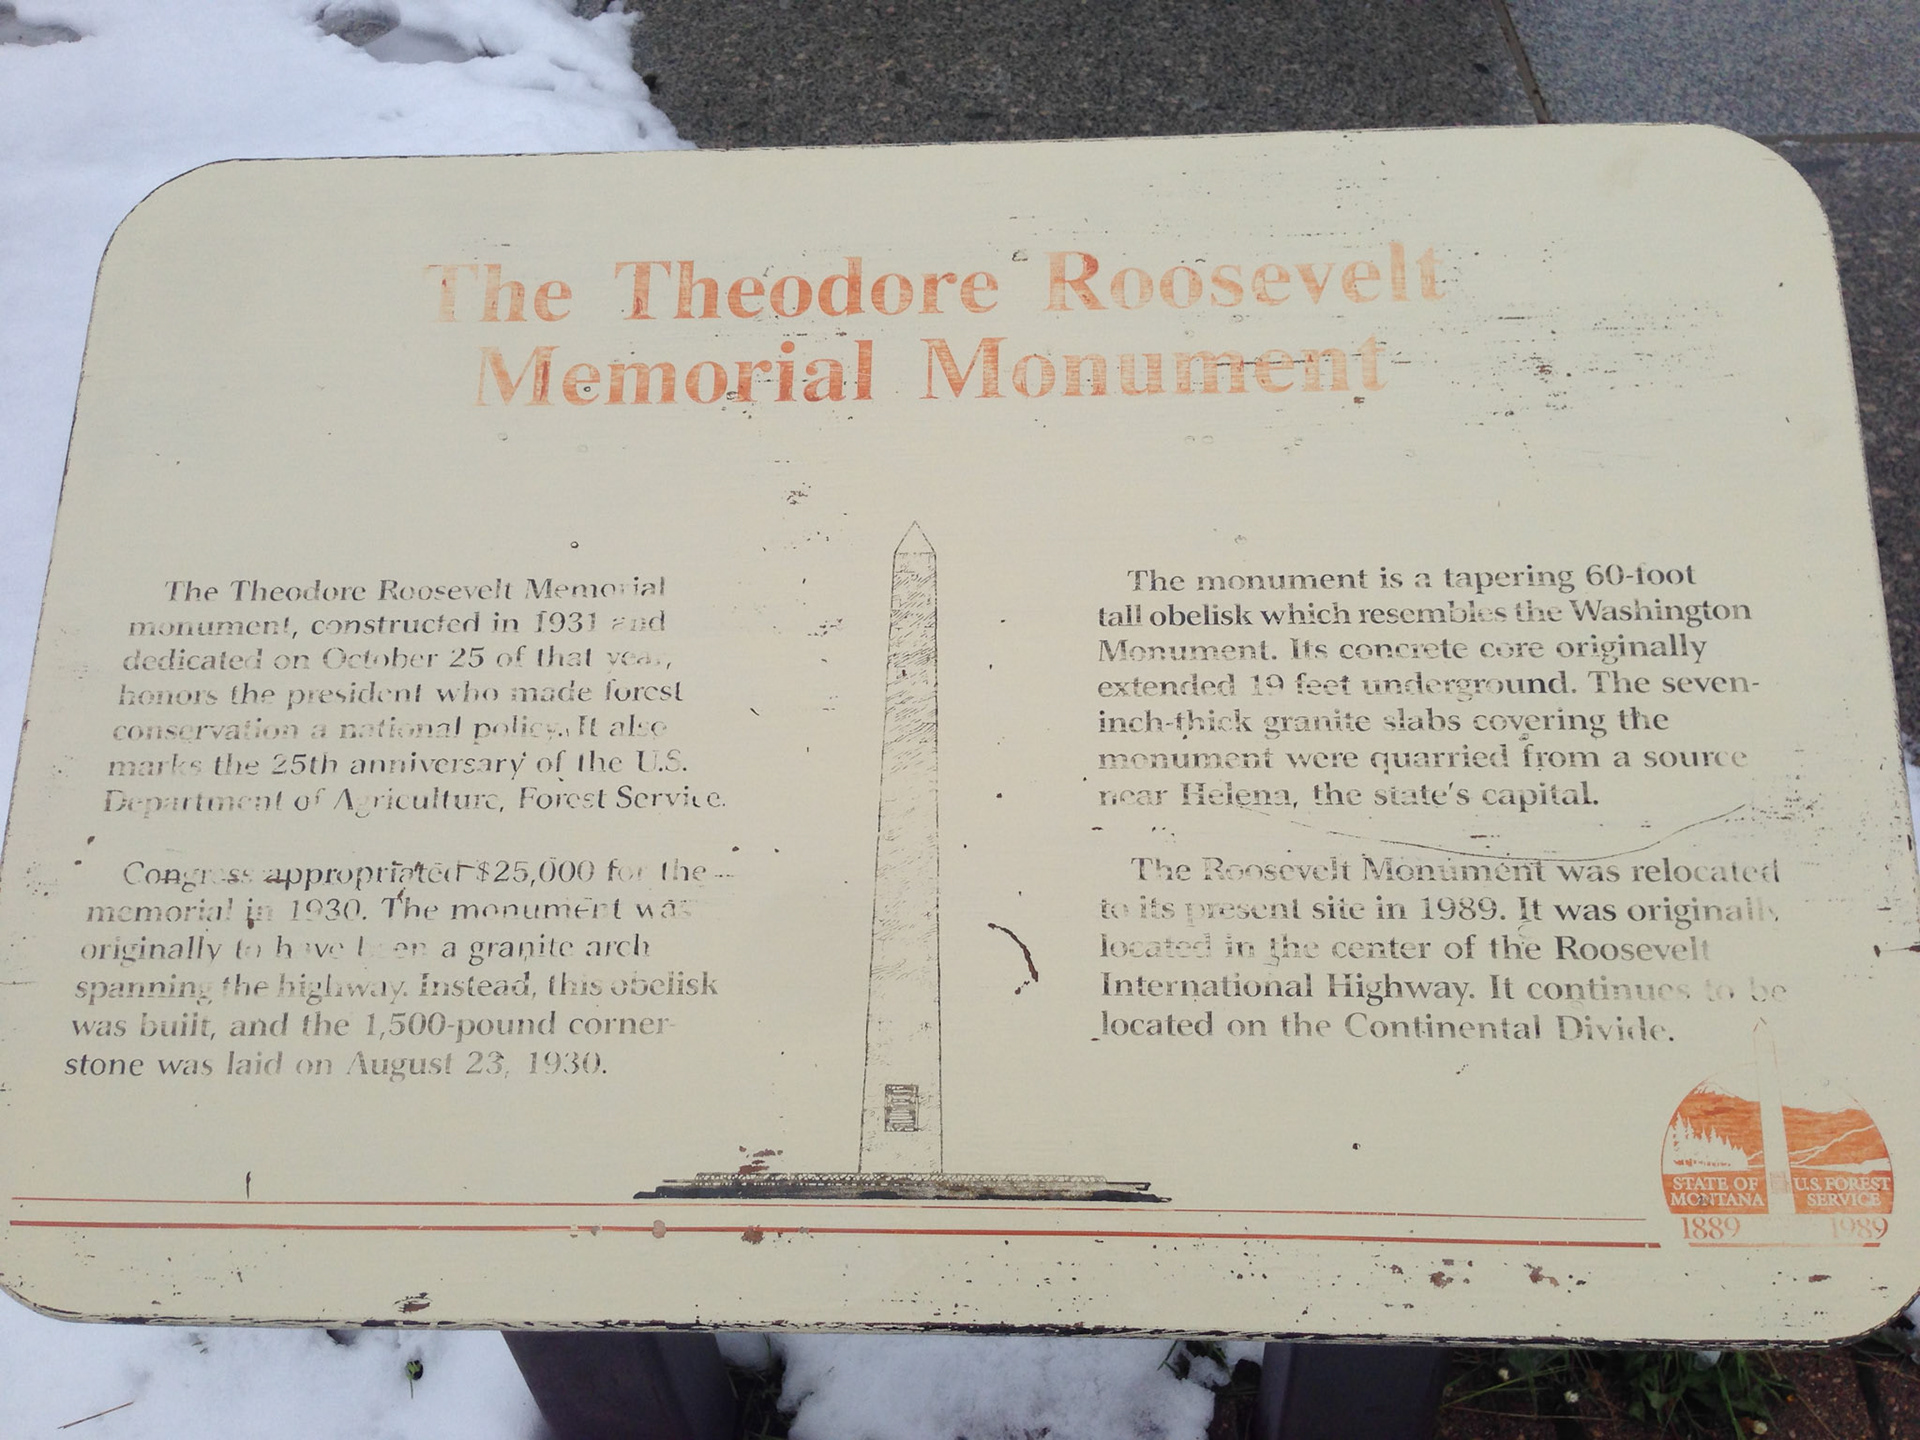 The Theodore Roosevelt
Memorial Monument
The Theodore Roosevelt Memorial
monument, constructed in 1931 and
dedicated on October 25 of that year,
honors the president who made forest
conservation a national policy. It also
marks the 25th anniversary of the U.S.
Department of Agriculture, Forest Service.
Congress appropriated $25,000 for the
memorial in 1930. The monument was
originally to have been a granite arch
spanning the highway. Instead, this obelisk
was built, and the 1,500-pound corner-
stone was laid on August 23, 1930.
The monument is a tapering 60-foot
tall obelisk which resembles the Washington
Monument. Its concrete core originally
extended 19 feet underground. The seven-
inch-thick granite slabs covering the
monument were quarried from a source
near Helena, the state's capital.
The Roosevelt Monument was relocated
to its present site in 1989. It was originally
located in the center of the Roosevelt
International Highway. It continues to be
located on the Continental Divide.
STATE OF
MONTANA
U.S. FOREST
SERVICE
1889 1989